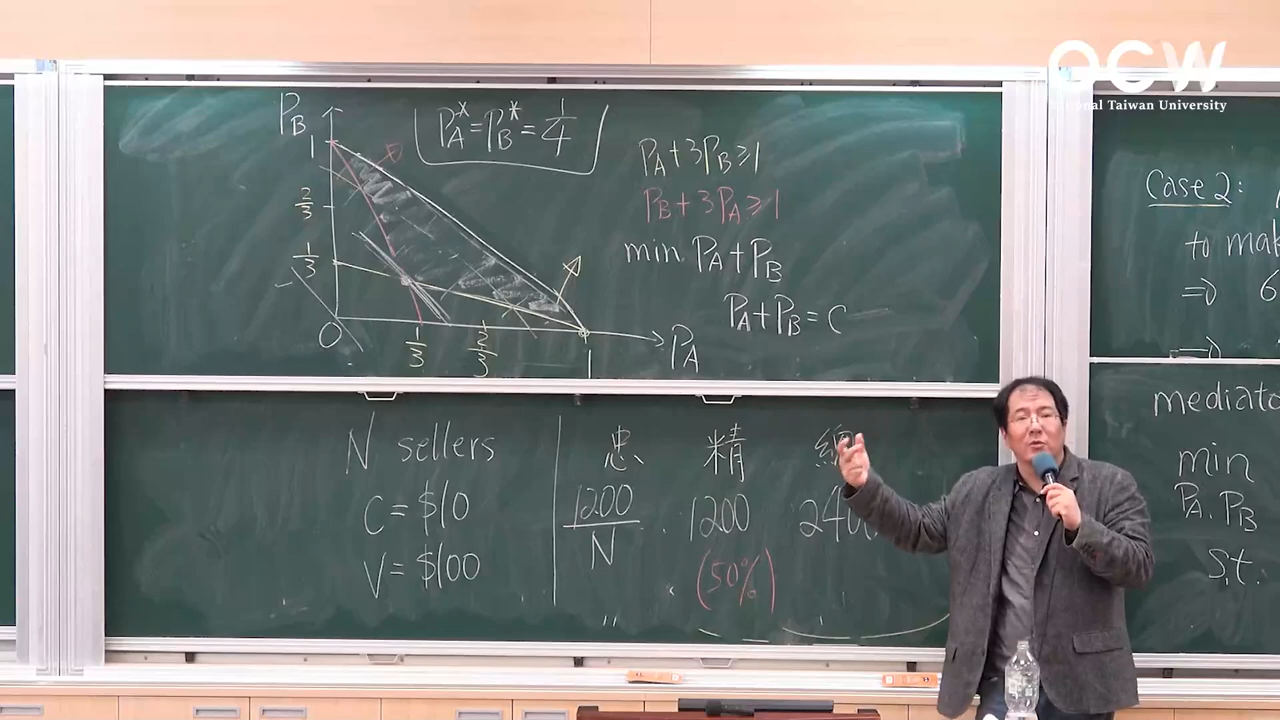 OCW
National Taiwan University
P_B
1
2/3
1/3
O
1/3
2/3
1
P_A
P_A* = P_B* = 1/4
P_A + 3P_B ≥ 1
P_B + 3P_A ≥ 1
min P_A + P_B
P_A + P_B = C
N sellers
C = $10
V = $100
忠 精 總
1200/N 1200
(50%)
Case 2:
to mak
⇒ 6
⇒
mediato
min
P_A, P_B
s.t.